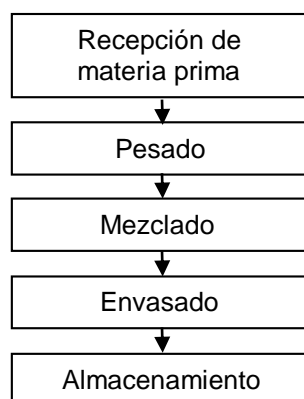 Recepción de
materia prima
Pesado
Mezclado
Envasado
Almacenamiento